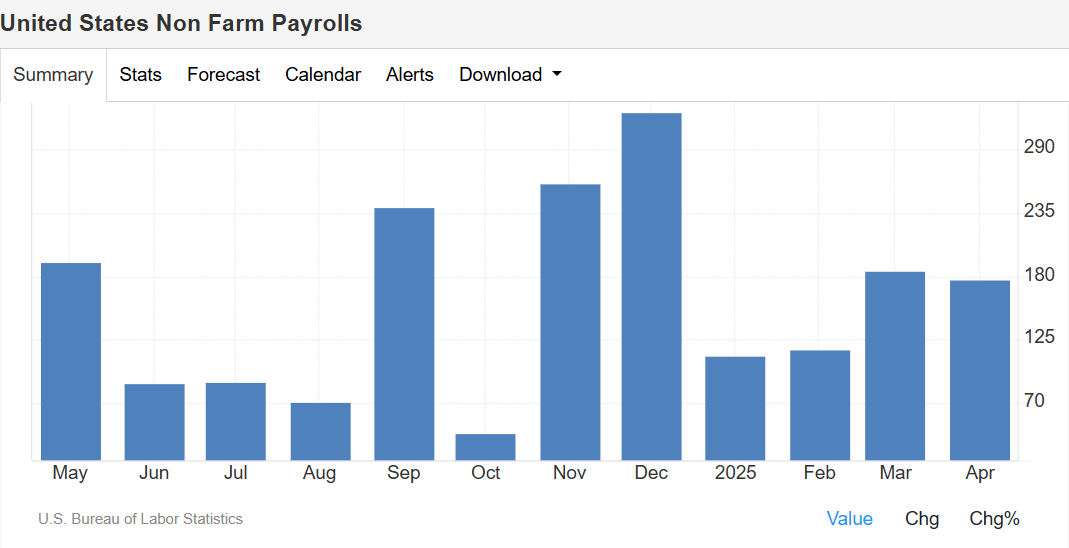 United States Non Farm Payrolls
Summary Stats Forecast Calendar Alerts Download
290
235
180
125
70
May Jun Jul Aug Sep Oct Nov Dec 2025 Feb Mar Apr
U.S. Bureau of Labor Statistics Value Chg Chg%